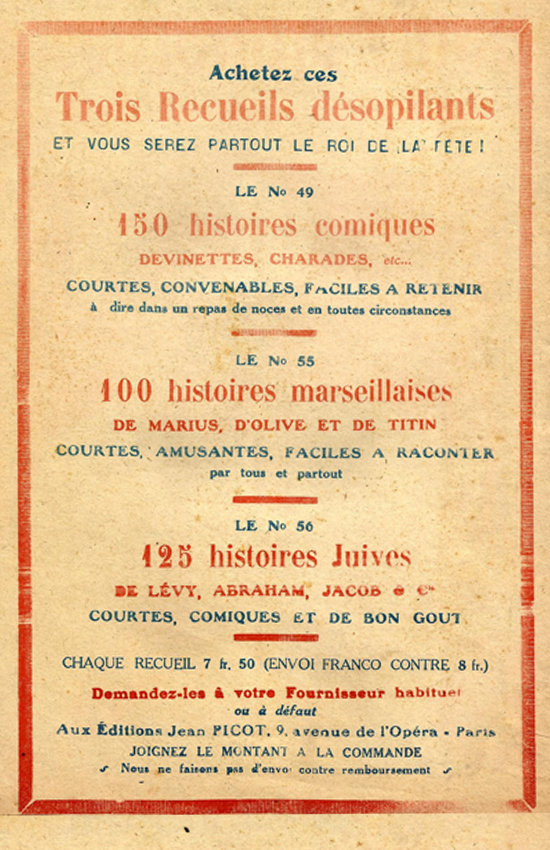 Achetez ces
Trois Recueils désopilants
ET VOUS SEREZ PARTOUT LE ROI DE LA FÊTE !
LE No 49
150 histoires comiques
DEVINETTES, CHARADES, etc...
COURTES, CONVENABLES, FACILES A RETENIR
à dire dans un repas de noces et en toutes circonstances
LE No 55
100 histoires marseillaises
DE MARIUS, D'OLIVE ET DE TITIN
COURTES, AMUSANTES, FACILES A RACONTER
par tous et partout
LE No 56
125 histoires Juives
DE LÉVY, ABRAHAM, JACOB & Cie
COURTES, COMIQUES ET DE BON GOUT
CHAQUE RECUEIL 7 fr. 50 (ENVOI FRANCO CONTRE 8 fr.)
Demandez-les à votre Fournisseur habituel
ou à défaut
Aux Éditions Jean PICOT, 9, avenue de l'Opéra - Paris
JOIGNEZ LE MONTANT A LA COMMANDE
Nous ne faisons pas d'envoi contre remboursement